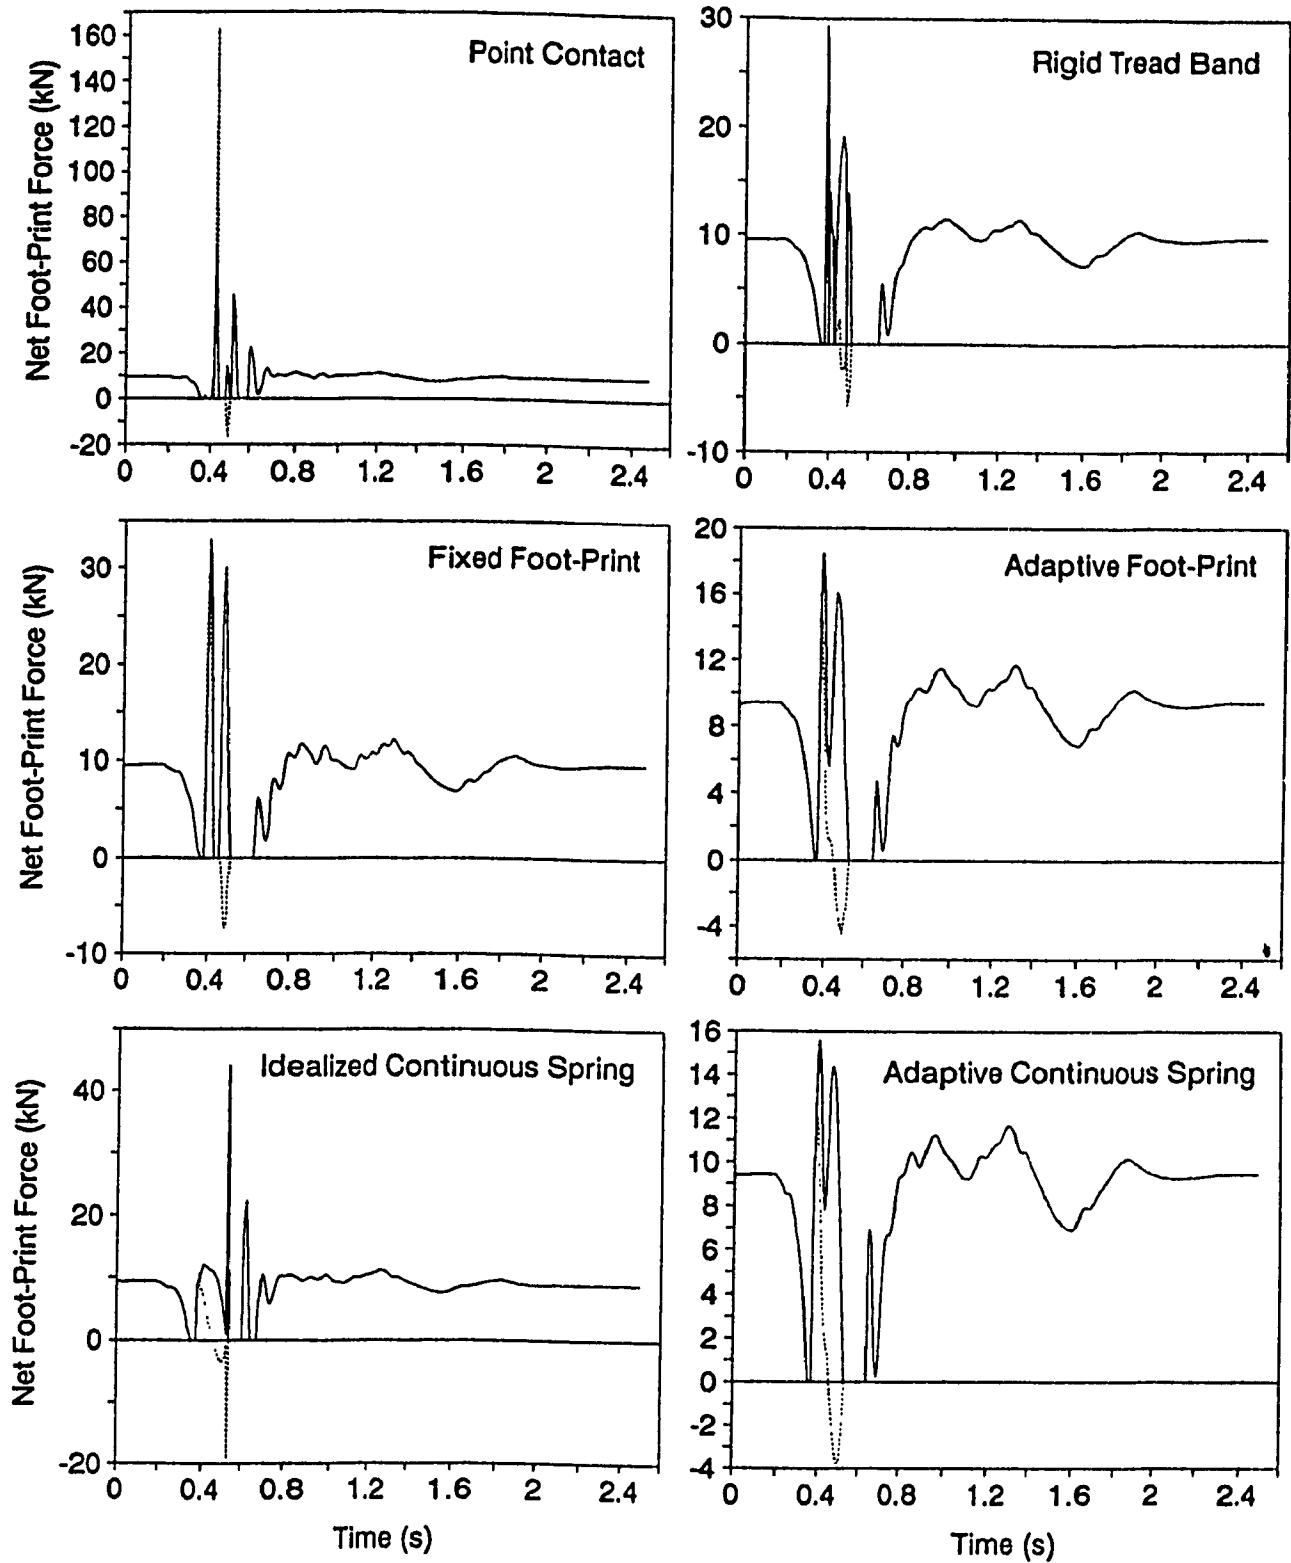 Point Contact
Net Foot-Print Force (kN)
160
140
120
100
80
60
40
20
0
-20
0 0.4 0.8 1.2 1.6 2 2.4
Rigid Tread Band
30
20
10
0
-10
0 0.4 0.8 1.2 1.6 2 2.4
Fixed Foot-Print
Net Foot-Print Force (kN)
30
20
10
0
-10
0 0.4 0.8 1.2 1.6 2 2.4
Adaptive Foot-Print
20
16
12
8
4
0
-4
0 0.4 0.8 1.2 1.6 2 2.4
Idealized Continuous Spring
Net Foot-Print Force (kN)
40
20
0
-20
0 0.4 0.8 1.2 1.6 2 2.4
Time (s)
Adaptive Continuous Spring
16
14
12
10
8
6
4
2
0
-2
-4
0 0.4 0.8 1.2 1.6 2 2.4
Time (s)